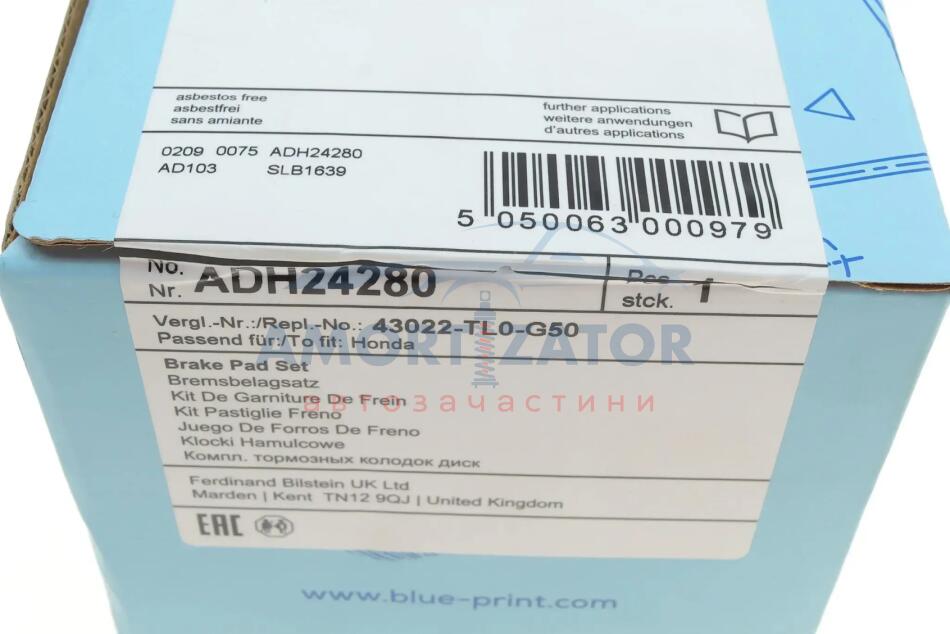 asbestos free
asbestfrei
sans amiante
further applications
weitere anwendungen
d'autres applications
0209 0075 ADH24280
AD103 SLB1639
5 050063 000979
No. ADH24280
Nr.
Pcs
stck. 1
Vergl.-Nr.:/Repl.-No.: 43022-TL0-G50
Passend für:/To fit: Honda
AMORTIZATOR
автозачастини
Brake Pad Set
Bremsbelagsatz
Kit De Garniture De Frein
Kit Pastiglie Freno
Juego De Forros De Freno
Klocki Hamulcowe
Компл. тормозных колодок диск
Ferdinand Bilstein UK Ltd
Marden | Kent TN12 9QJ | United Kingdom
EAC
www.blue-print.com